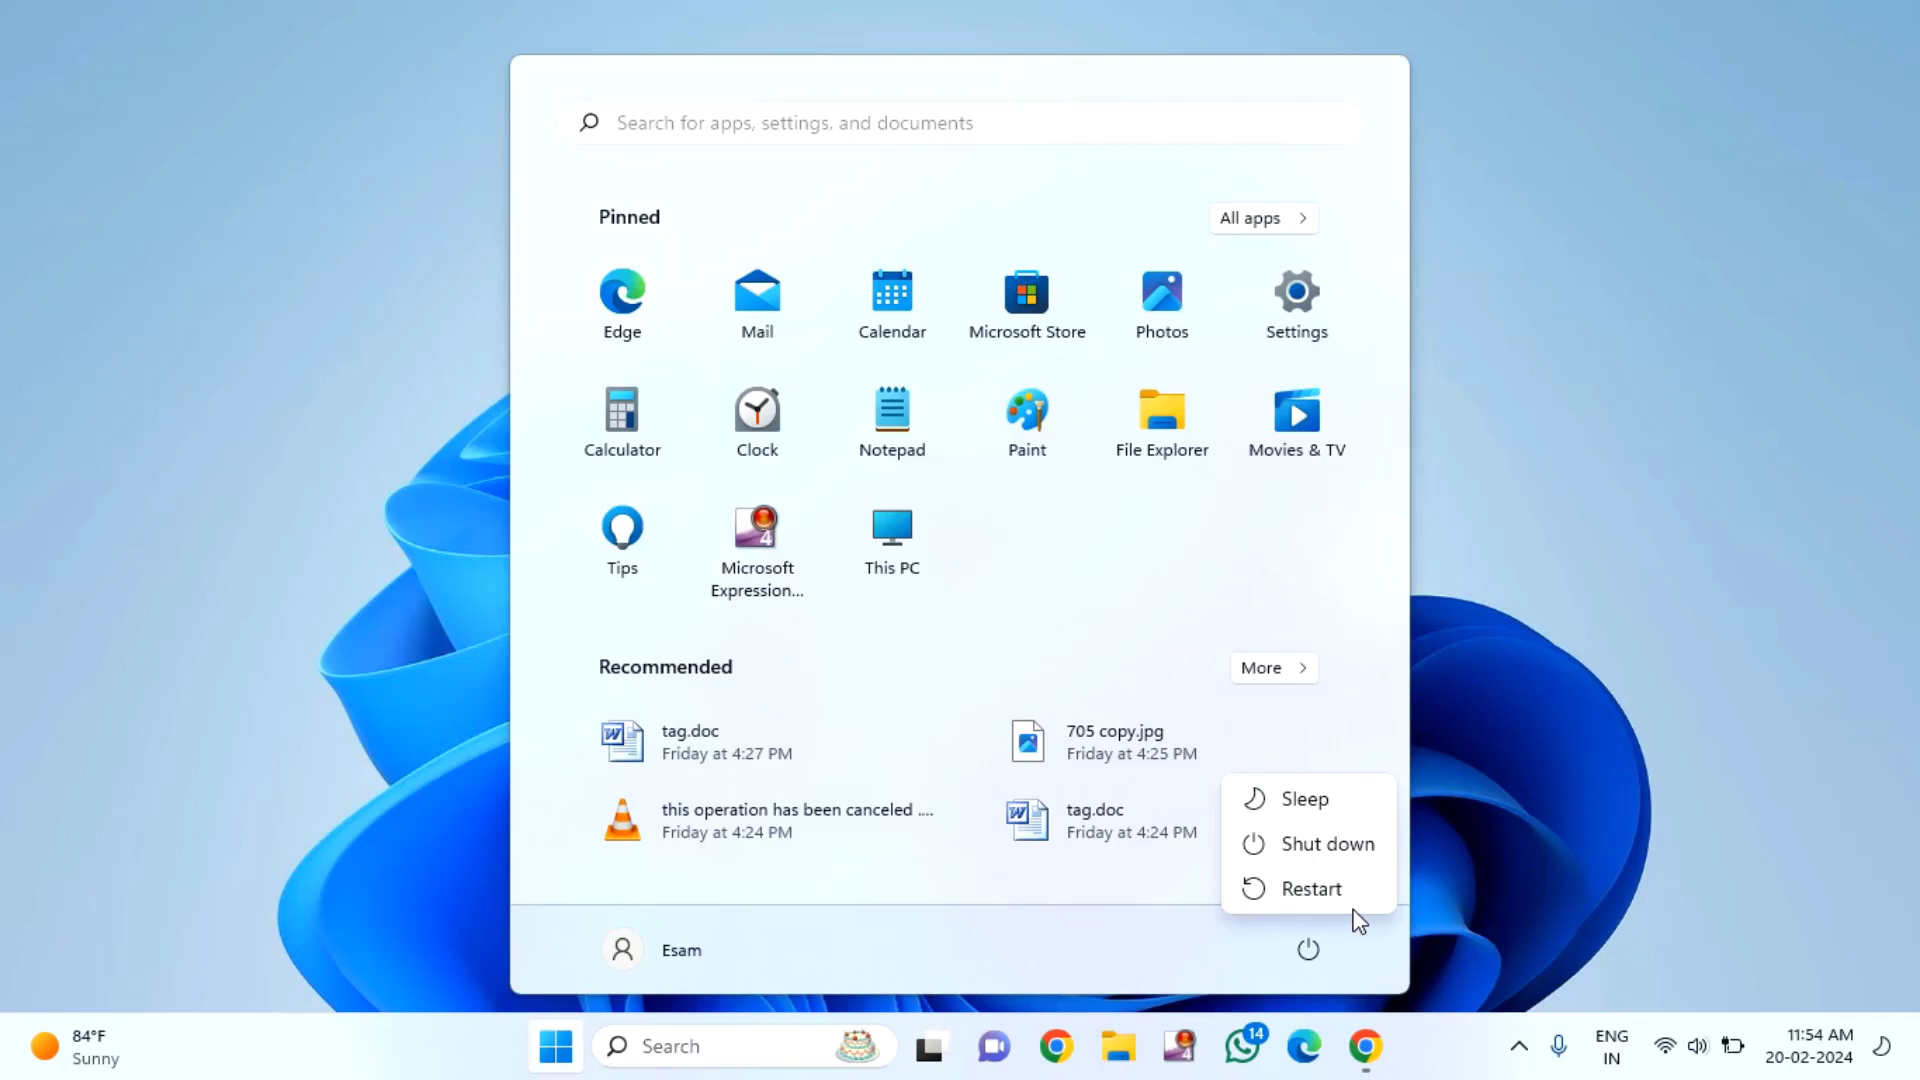 Search for apps, settings, and documents
Pinned
All apps
Edge
Mail
Calendar
Microsoft Store
Photos
Settings
Calculator
Clock
Notepad
Paint
File Explorer
Movies & TV
4
Tips
Microsoft
Expression...
This PC
Recommended
More
W
tag.doc
Friday at 4:27 PM
705 copy.jpg
Friday at 4:25 PM
this operation has been canceled ....
Friday at 4:24 PM
W
tag.doc
Friday at 4:24 PM
Sleep
Shut down
Restart
Esam
84°F
Sunny
Search
4
14
ENG
IN
11:54 AM
20-02-2024